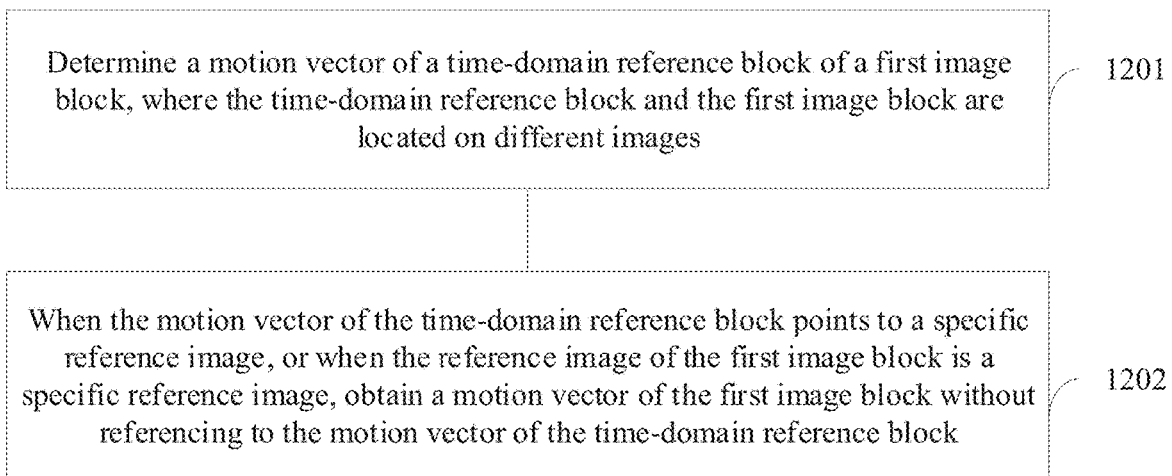 Determine a motion vector of a time-domain reference block of a first image
block, where the time-domain reference block and the first image block are
located on different images
1201
When the motion vector of the time-domain reference block points to a specific
reference image, or when the reference image of the first image block is a
specific reference image, obtain a motion vector of the first image block without
referencing to the motion vector of the time-domain reference block
1202